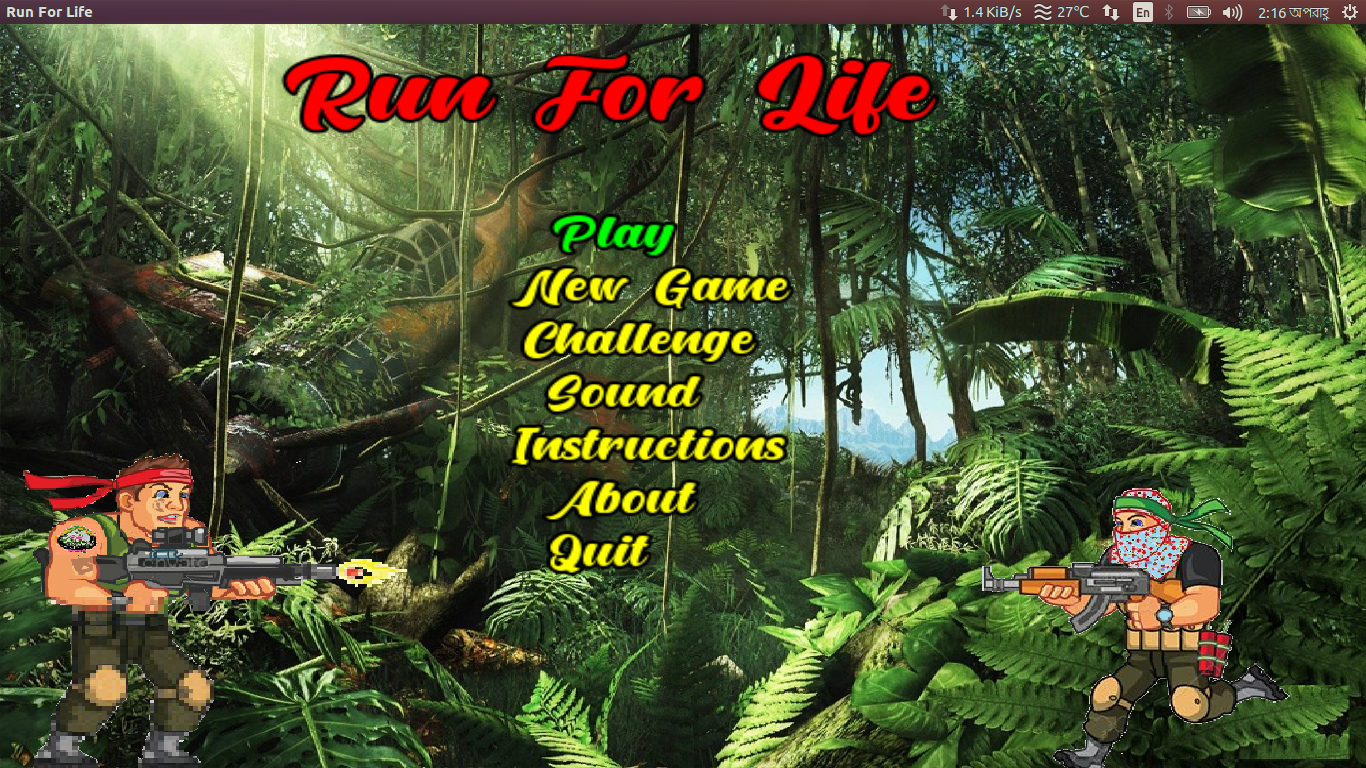 Run For Life
1.4 KiB/s 27°C En 2:16 অপরাহ্ণ
Run For Life
Play
New Game
Challenge
Sound
Instructions
About
Quit